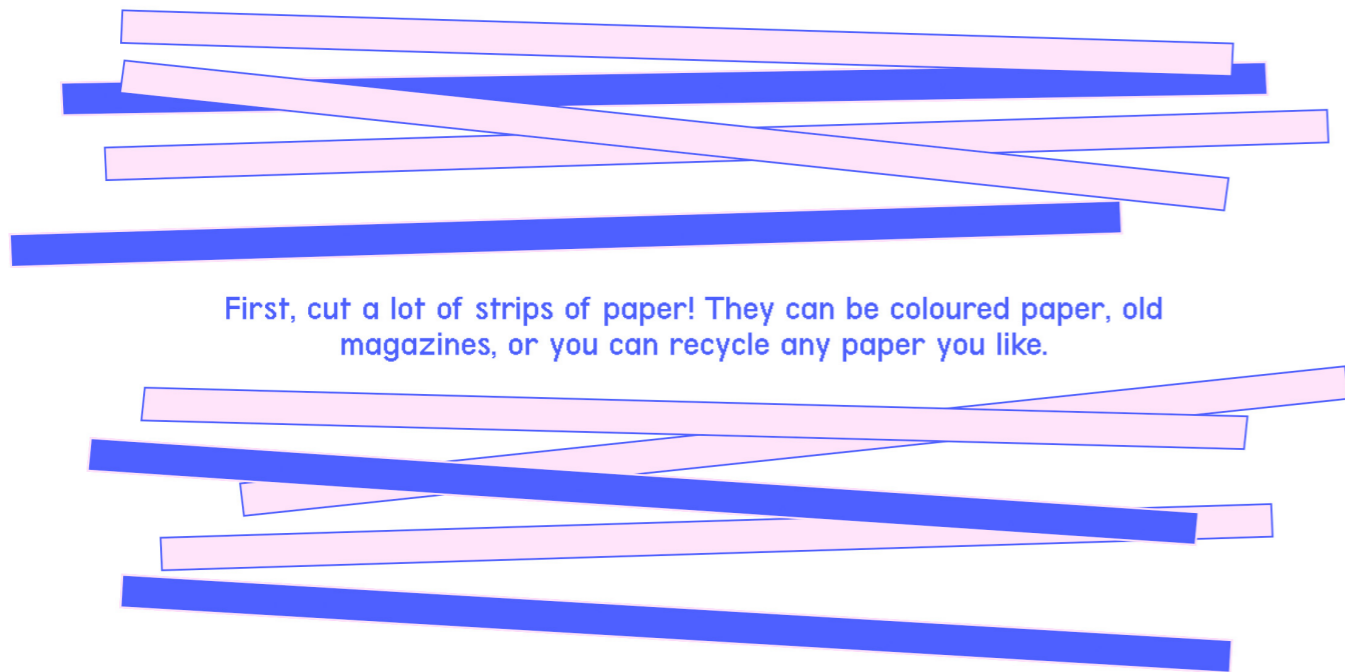 First, cut a lot of strips of paper! They can be coloured paper, old
magazines, or you can recycle any paper you like.